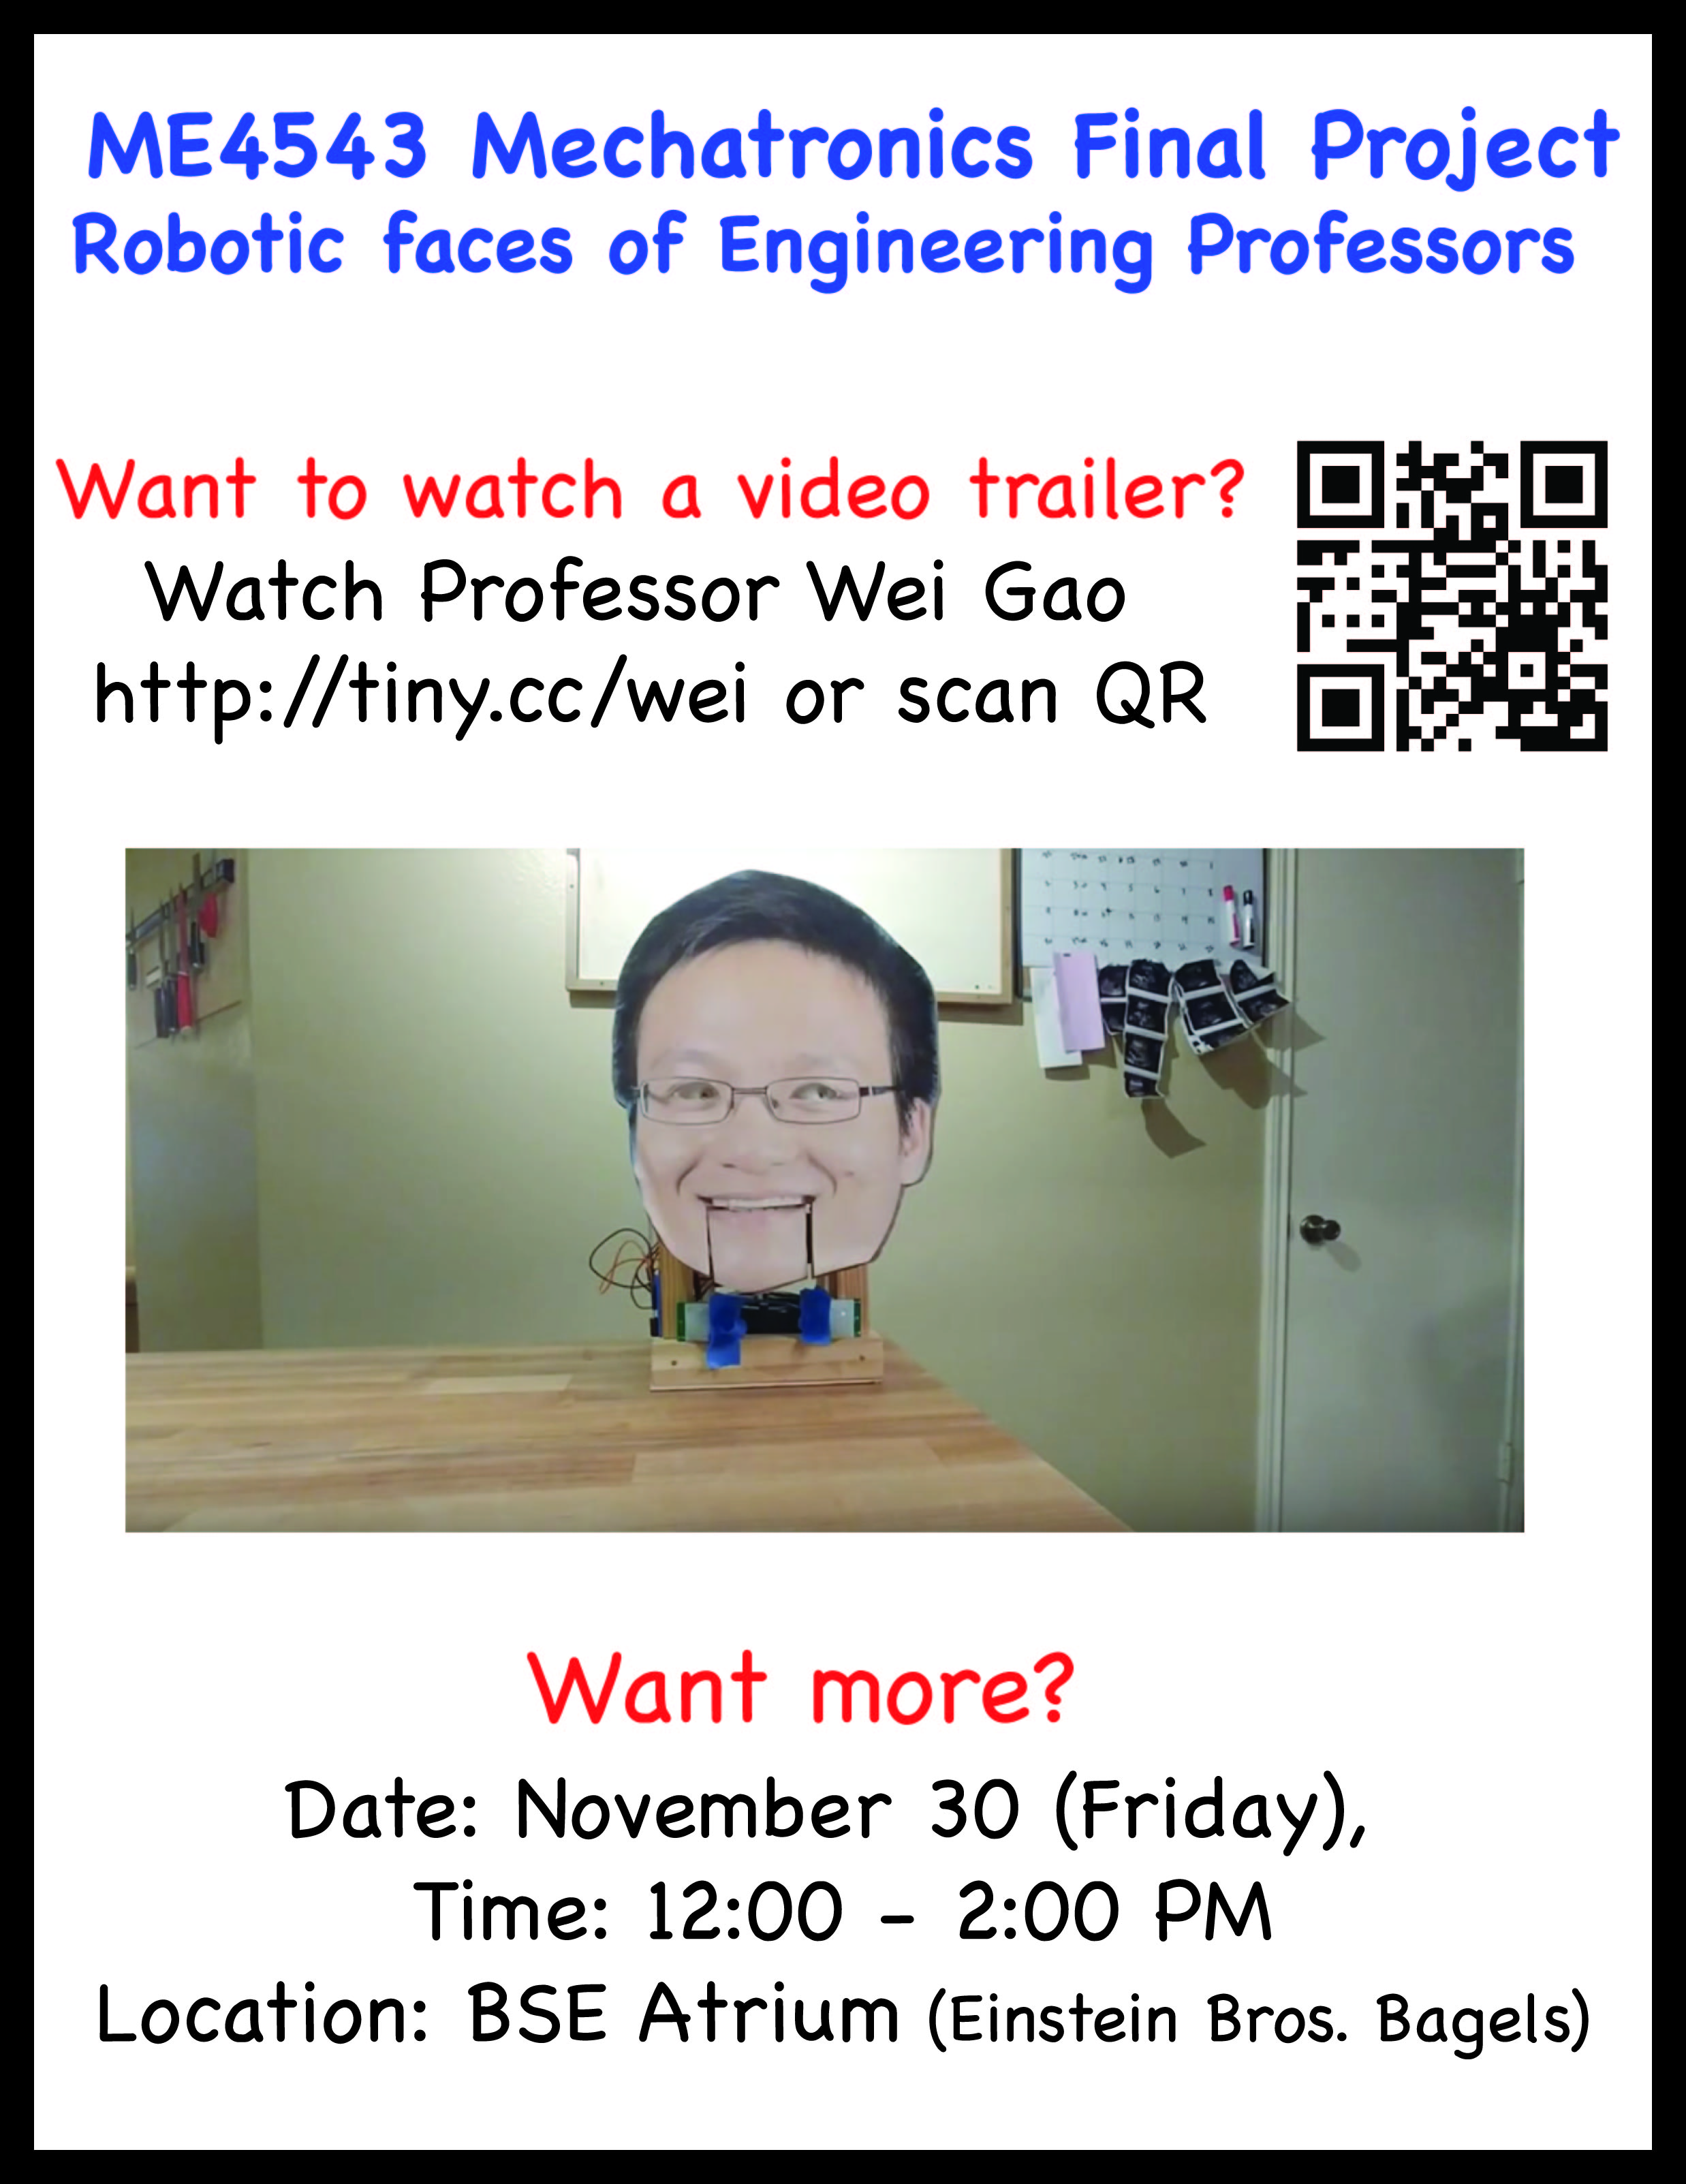 ME4543 Mechatronics Final Project
Robotic faces of Engineering Professors
Want to watch a video trailer?
Watch Professor Wei Gao
http://tiny.cc/wei or scan QR
Want more?
Date: November 30 (Friday),
Time: 12:00 - 2:00 PM
Location: BSE Atrium (Einstein Bros. Bagels)